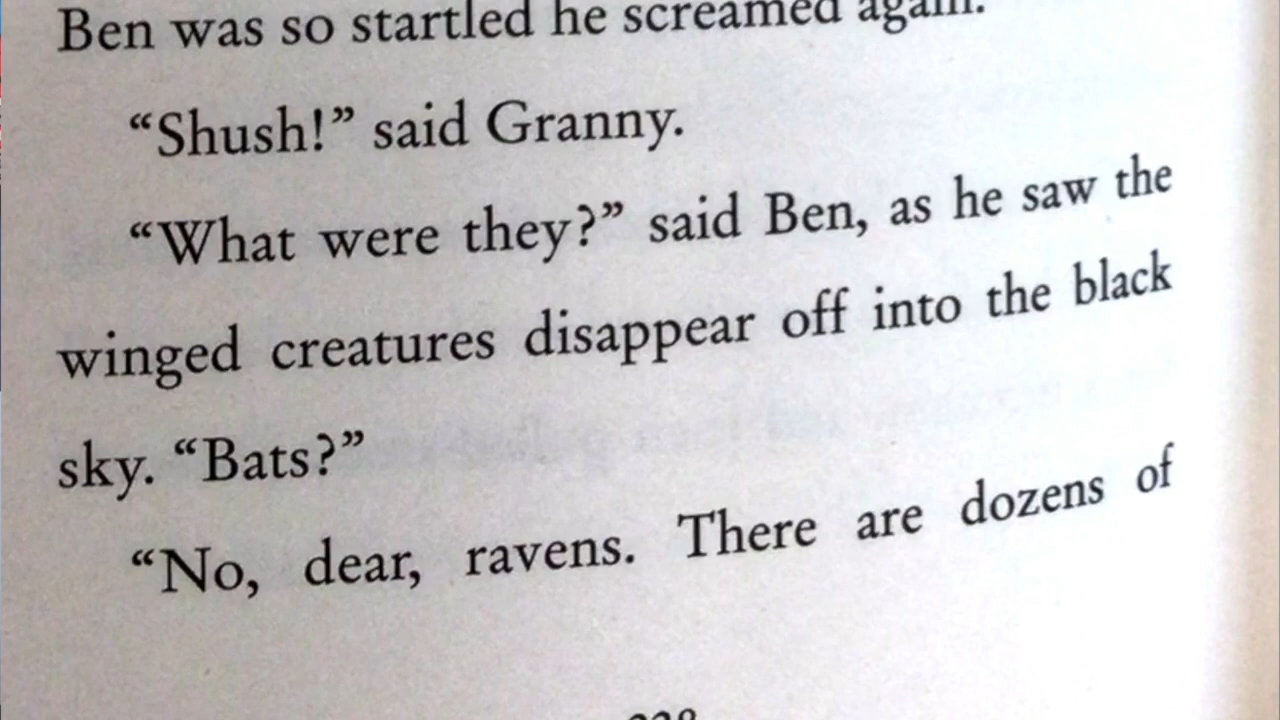 Ben was so startled he screamed again.
“Shush!” said Granny.
“What were they?” said Ben, as he saw the
winged creatures disappear off into the black
sky. “Bats?”
“No, dear, ravens. There are dozens of